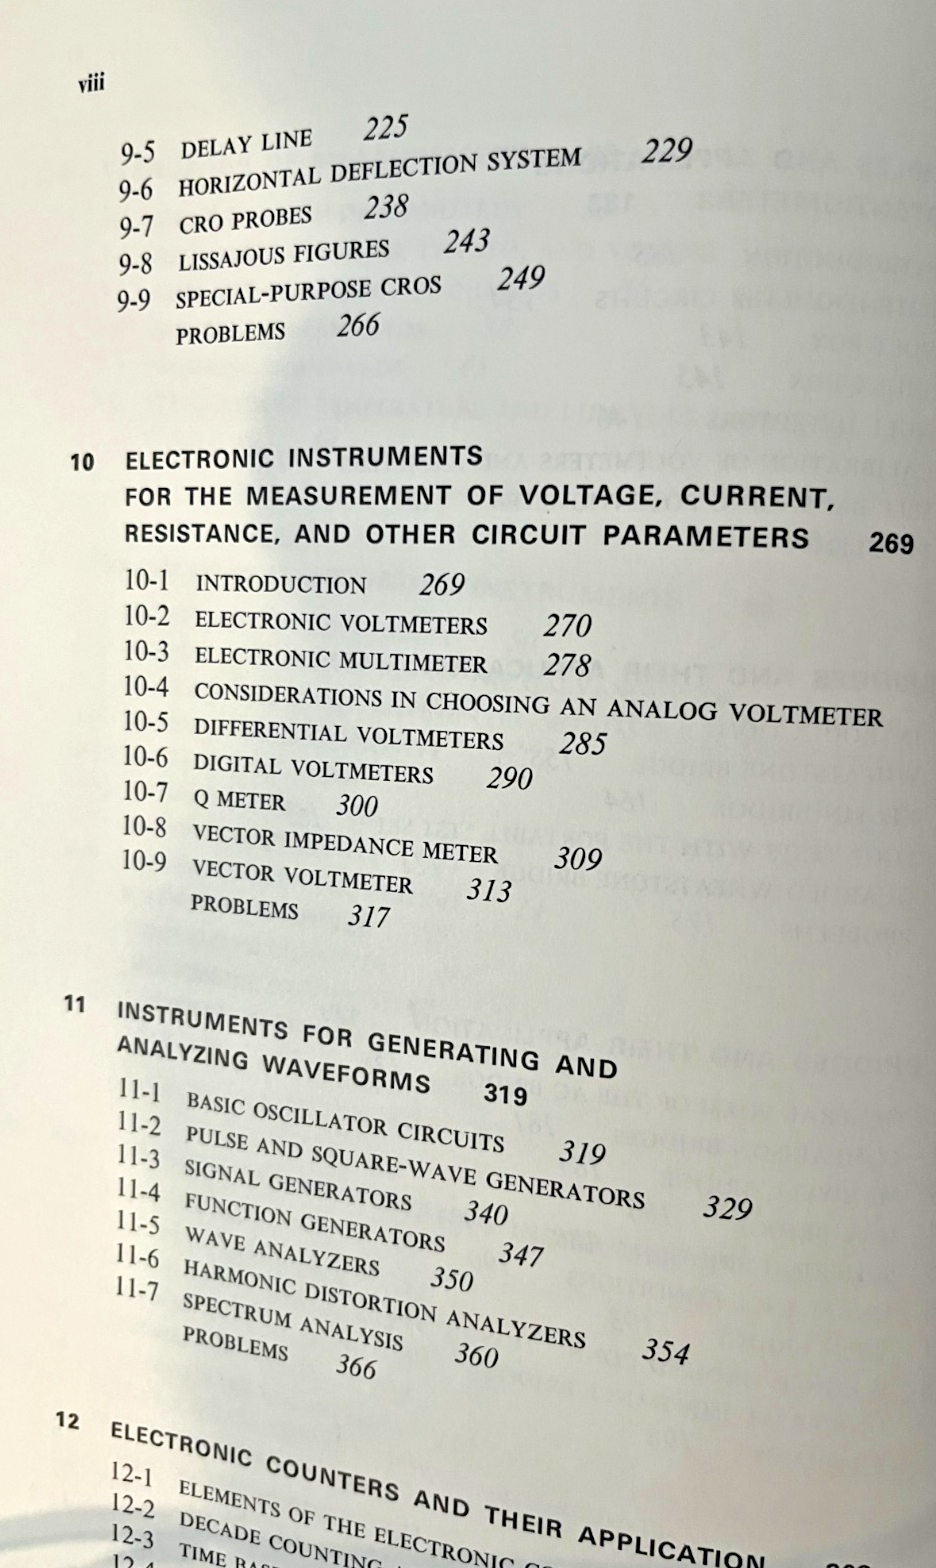 viii
9-5 DELAY LINE 225
9-6 HORIZONTAL DEFLECTION SYSTEM 229
9-7 CRO PROBES 238
9-8 LISSAJOUS FIGURES 243
9-9 SPECIAL-PURPOSE CROS 249
PROBLEMS 266
10 ELECTRONIC INSTRUMENTS
FOR THE MEASUREMENT OF VOLTAGE, CURRENT,
RESISTANCE, AND OTHER CIRCUIT PARAMETERS 269
10-1 INTRODUCTION 269
10-2 ELECTRONIC VOLTMETERS 270
10-3 ELECTRONIC MULTIMETER 278
10-4 CONSIDERATIONS IN CHOOSING AN ANALOG VOLTMETER
10-5 DIFFERENTIAL VOLTMETERS 285
10-6 DIGITAL VOLTMETERS 290
10-7 Q METER 300
10-8 VECTOR IMPEDANCE METER 309
10-9 VECTOR VOLTMETER 313
PROBLEMS 317
11 INSTRUMENTS FOR GENERATING AND
ANALYZING WAVEFORMS 319
11-1 BASIC OSCILLATOR CIRCUITS 319
11-2 PULSE AND SQUARE-WAVE GENERATORS 329
11-3 SIGNAL GENERATORS 340
11-4 FUNCTION GENERATORS 347
11-5 WAVE ANALYZERS 350
11-6 HARMONIC DISTORTION ANALYZERS 354
11-7 SPECTRUM ANALYSIS 360
PROBLEMS 366
12 ELECTRONIC COUNTERS AND THEIR APPLICATION
12-1 ELEMENTS OF THE ELECTRONIC
12-2 DECADE COUNTING
12-3 TIME